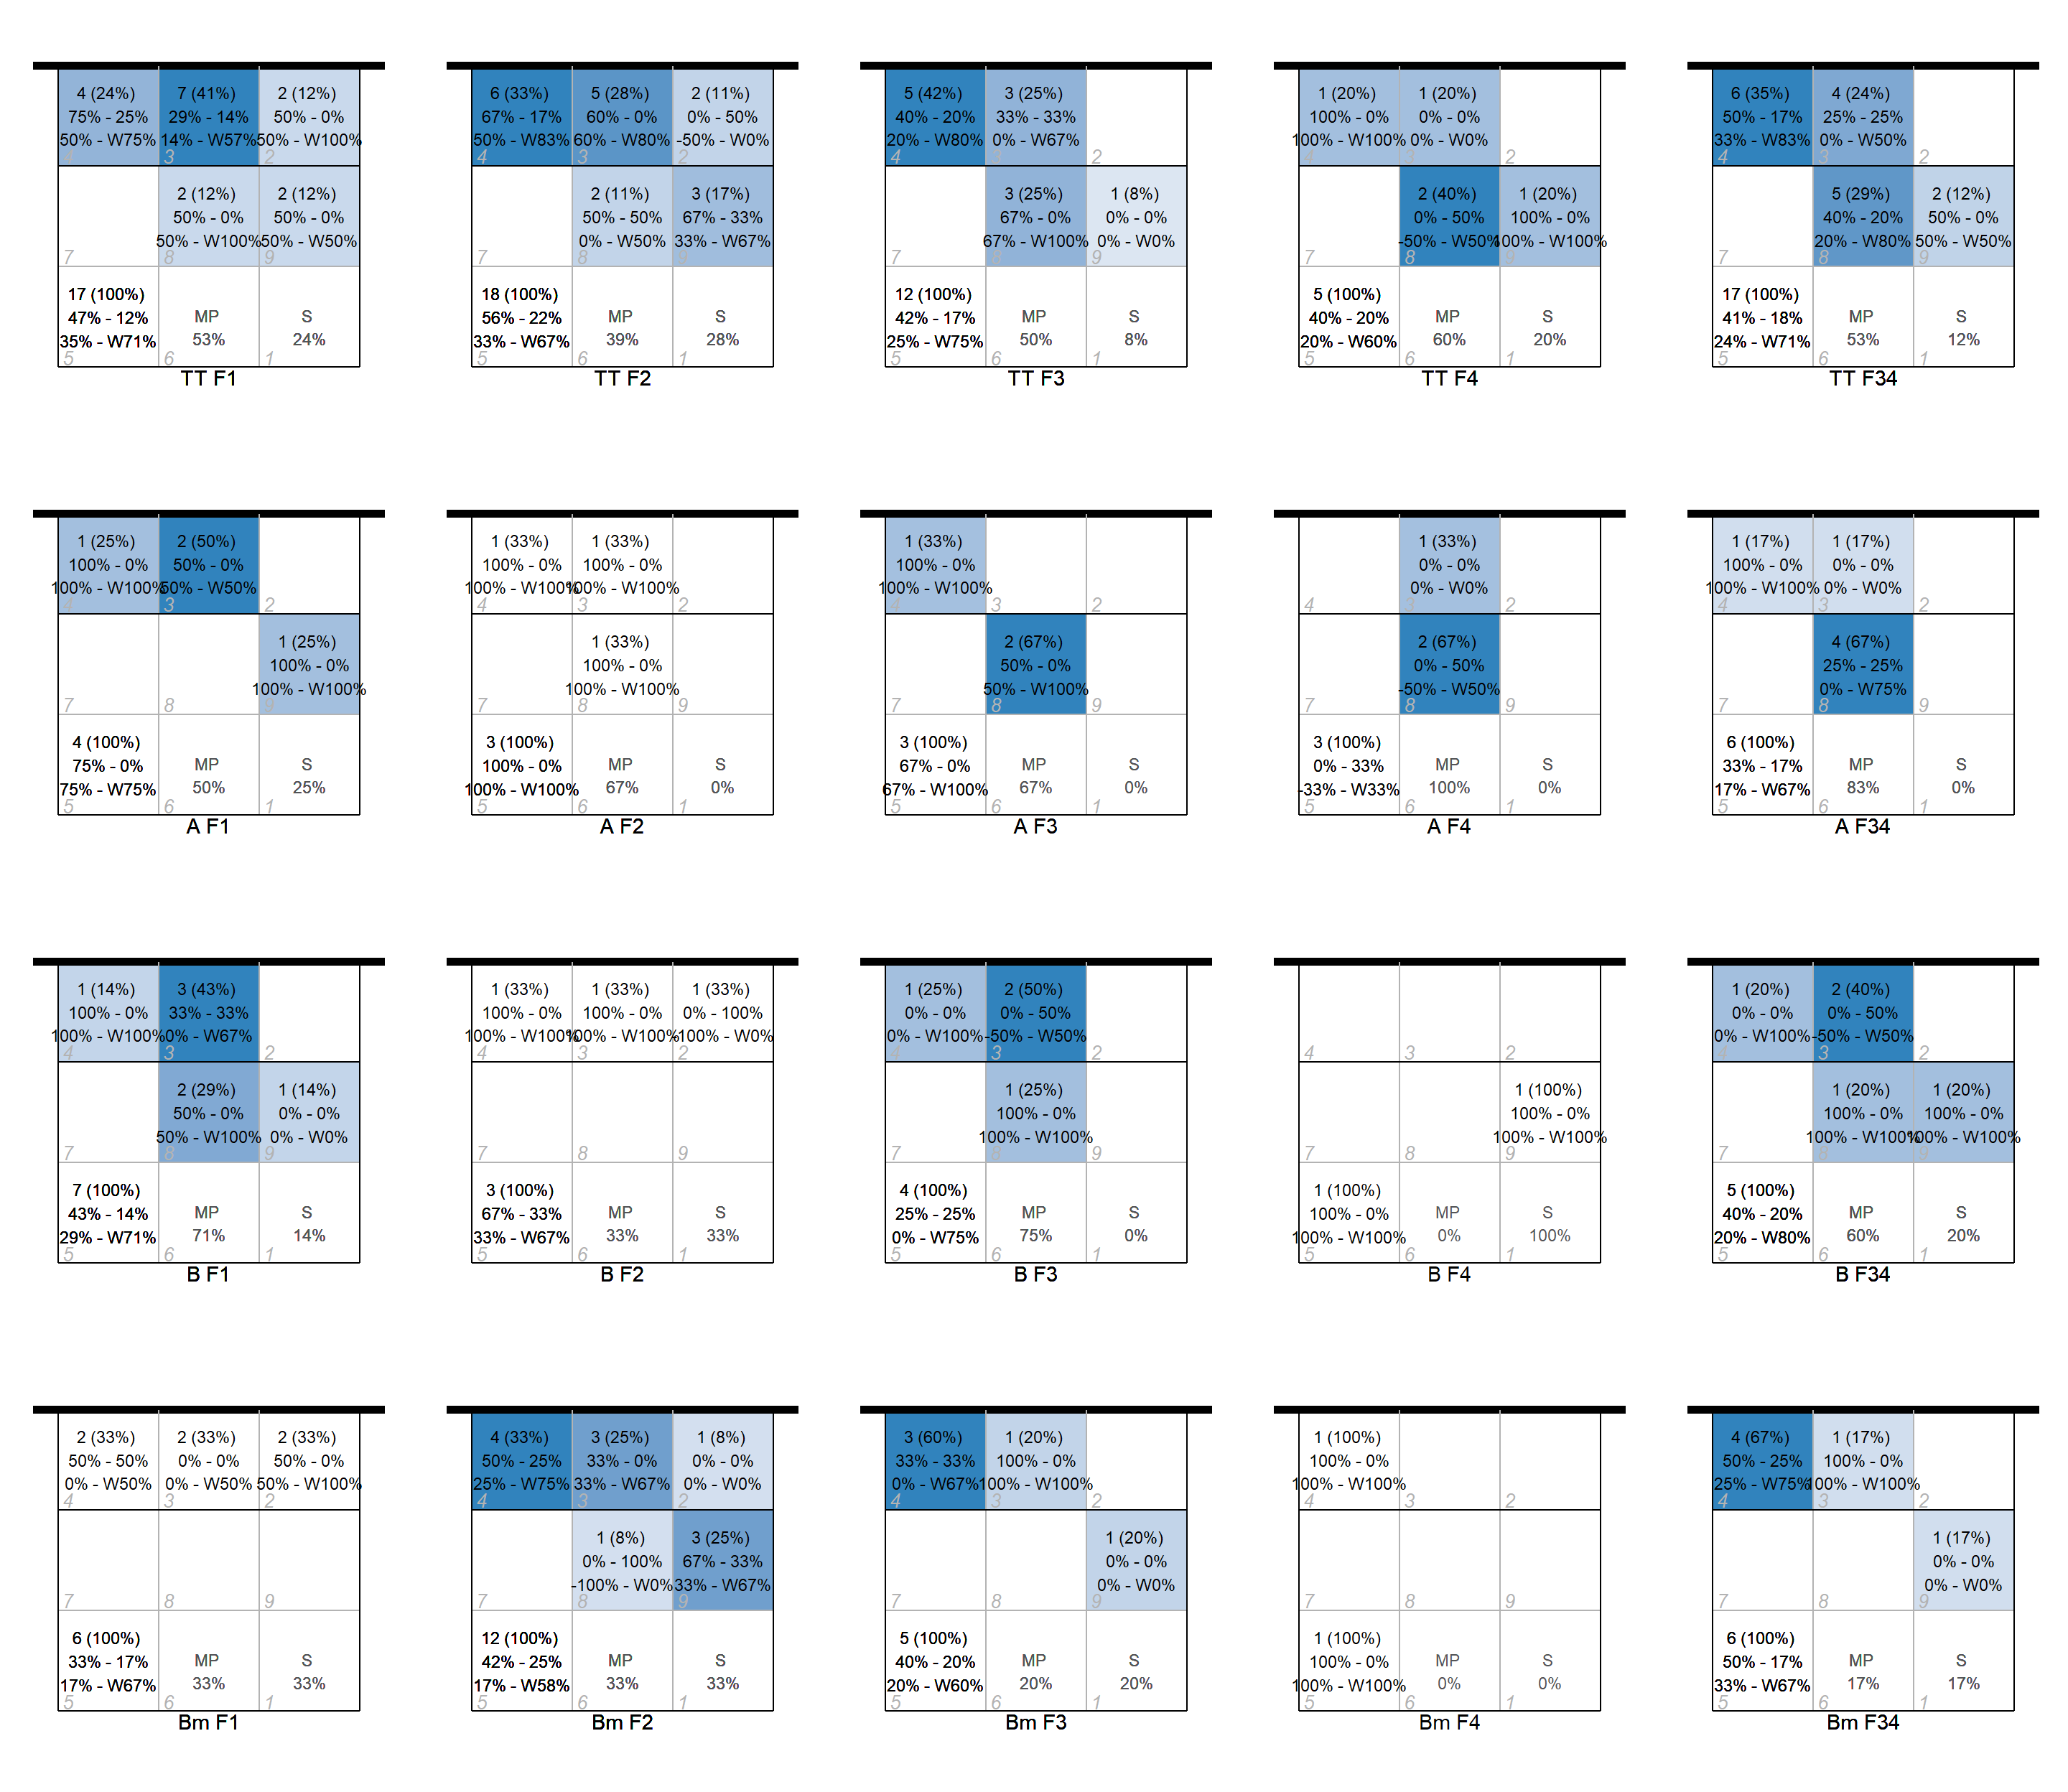 4 (24%)
75% - 25%
50% - W75%
4
7 (41%)
29% - 14%
14% - W57%
3
2 (12%)
50% - 0%
50% - W100%
2
7
2 (12%)
50% - 0%
50% - W100%
8
2 (12%)
50% - 0%
50% - W50%
9
17 (100%)
47% - 12%
35% - W71%
5
MP
53%
6
S
24%
1
TT F1
6 (33%)
67% - 17%
50% - W83%
4
5 (28%)
60% - 0%
60% - W80%
3
2 (11%)
0% - 50%
-50% - W0%
2
7
2 (11%)
50% - 50%
0% - W50%
8
3 (17%)
67% - 33%
33% - W67%
9
18 (100%)
56% - 22%
33% - W67%
5
MP
39%
6
S
28%
1
TT F2
5 (42%)
40% - 20%
20% - W80%
4
3 (25%)
33% - 33%
0% - W67%
3
2
7
3 (25%)
67% - 0%
67% - W100%
8
1 (8%)
0% - 0%
0% - W0%
9
12 (100%)
42% - 17%
25% - W75%
5
MP
50%
6
S
8%
1
TT F3
1 (20%)
100% - 0%
100% - W100%
4
1 (20%)
0% - 0%
0% - W0%
3
2
7
2 (40%)
0% - 50%
-50% - W50%
8
1 (20%)
100% - 0%
100% - W100%
9
5 (100%)
40% - 20%
20% - W60%
5
MP
60%
6
S
20%
1
TT F4
6 (35%)
50% - 17%
33% - W83%
4
4 (24%)
25% - 25%
0% - W50%
3
2
7
5 (29%)
40% - 20%
20% - W80%
8
2 (12%)
50% - 0%
50% - W50%
9
17 (100%)
41% - 18%
24% - W71%
5
MP
53%
6
S
12%
1
TT F34
1 (25%)
100% - 0%
100% - W100%
4
2 (50%)
50% - 0%
50% - W50%
3
2
7
8
1 (25%)
100% - 0%
100% - W100%
9
4 (100%)
75% - 0%
75% - W75%
5
MP
50%
6
S
25%
1
A F1
1 (33%)
100% - 0%
100% - W100%
4
1 (33%)
100% - 0%
100% - W100%
3
2
7
1 (33%)
100% - 0%
100% - W100%
8
9
3 (100%)
100% - 0%
100% - W100%
5
MP
67%
6
S
0%
1
A F2
1 (33%)
100% - 0%
100% - W100%
4
3
2
7
2 (67%)
50% - 0%
50% - W100%
8
9
3 (100%)
67% - 0%
67% - W100%
5
MP
67%
6
S
0%
1
A F3
4
1 (33%)
0% - 0%
0% - W0%
3
2
7
2 (67%)
0% - 50%
-50% - W50%
8
9
3 (100%)
0% - 33%
-33% - W33%
5
MP
100%
6
S
0%
1
A F4
1 (17%)
100% - 0%
100% - W100%
4
1 (17%)
0% - 0%
0% - W0%
3
2
7
4 (67%)
25% - 25%
0% - W75%
8
9
6 (100%)
33% - 17%
17% - W67%
5
MP
83%
6
S
0%
1
A F34
1 (14%)
100% - 0%
100% - W100%
4
3 (43%)
33% - 33%
0% - W67%
3
2
7
2 (29%)
50% - 0%
50% - W100%
8
1 (14%)
0% - 0%
0% - W0%
9
7 (100%)
43% - 14%
29% - W71%
5
MP
71%
6
S
14%
1
B F1
1 (33%)
100% - 0%
100% - W100%
4
1 (33%)
100% - 0%
100% - W100%
3
1 (33%)
0% - 100%
-100% - W0%
2
7
8
9
3 (100%)
67% - 33%
33% - W67%
5
MP
33%
6
S
33%
1
B F2
1 (25%)
0% - 0%
0% - W100%
4
2 (50%)
0% - 50%
-50% - W50%
3
2
7
1 (25%)
100% - 0%
100% - W100%
8
9
4 (100%)
25% - 25%
0% - W75%
5
MP
75%
6
S
0%
1
B F3
4
3
2
7
8
1 (100%)
100% - 0%
100% - W100%
9
1 (100%)
100% - 0%
100% - W100%
5
MP
0%
6
S
100%
1
B F4
1 (20%)
0% - 0%
0% - W100%
4
2 (40%)
0% - 50%
-50% - W50%
3
2
7
1 (20%)
100% - 0%
100% - W100%
8
1 (20%)
100% - 0%
100% - W100%
9
5 (100%)
40% - 20%
20% - W80%
5
MP
60%
6
S
20%
1
B F34
2 (33%)
50% - 50%
0% - W50%
4
2 (33%)
0% - 0%
0% - W50%
3
2 (33%)
50% - 0%
50% - W100%
2
7
8
9
6 (100%)
33% - 17%
17% - W67%
5
MP
33%
6
S
33%
1
Bm F1
4 (33%)
50% - 25%
25% - W75%
4
3 (25%)
33% - 0%
33% - W67%
3
1 (8%)
0% - 0%
0% - W0%
2
7
1 (8%)
0% - 100%
-100% - W0%
8
3 (25%)
67% - 33%
33% - W67%
9
12 (100%)
42% - 25%
17% - W58%
5
MP
33%
6
S
33%
1
Bm F2
3 (60%)
33% - 33%
0% - W67%
4
1 (20%)
100% - 0%
100% - W100%
3
2
7
8
1 (20%)
0% - 0%
0% - W0%
9
5 (100%)
40% - 20%
20% - W60%
5
MP
20%
6
S
20%
1
Bm F3
1 (100%)
100% - 0%
100% - W100%
4
3
2
7
8
9
1 (100%)
100% - 0%
100% - W100%
5
MP
0%
6
S
0%
1
Bm F4
4 (67%)
50% - 25%
25% - W75%
4
1 (17%)
100% - 0%
100% - W100%
3
2
7
8
1 (17%)
0% - 0%
0% - W0%
9
6 (100%)
50% - 17%
33% - W67%
5
MP
17%
6
S
17%
1
Bm F34